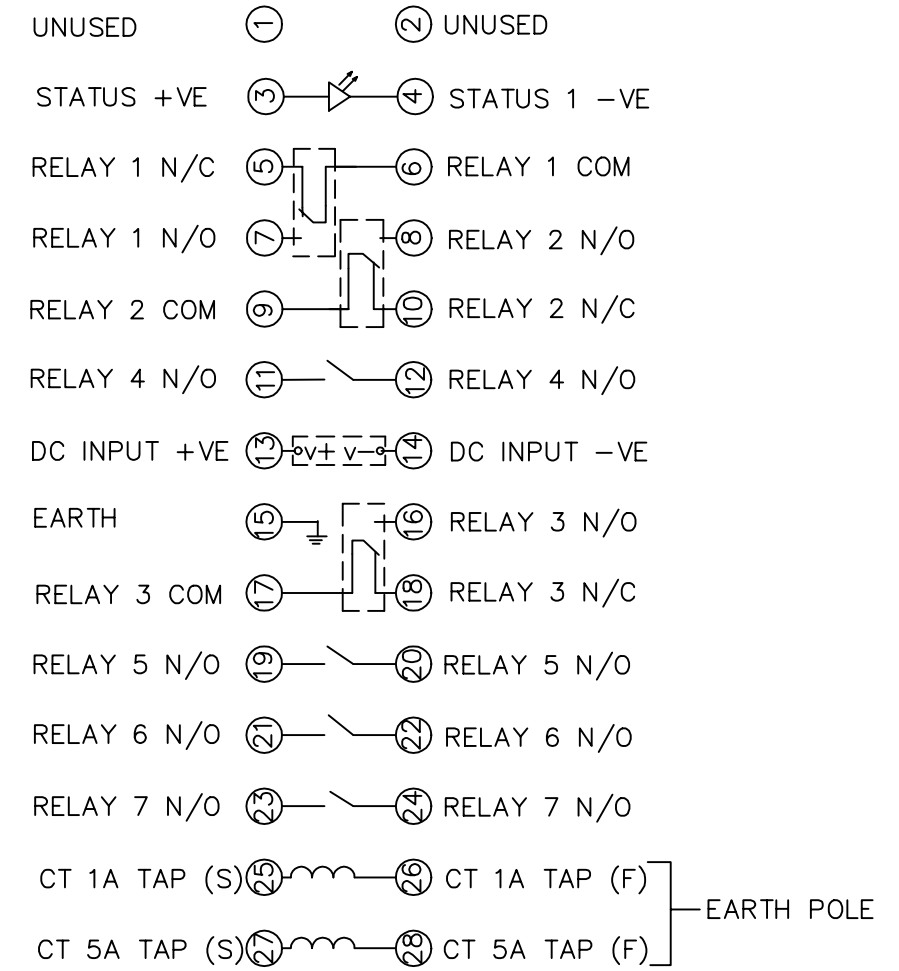 UNUSED 1 2 UNUSED
STATUS +VE 3 4 STATUS 1 −VE
RELAY 1 N/C 5 6 RELAY 1 COM
RELAY 1 N/O 7 8 RELAY 2 N/O
RELAY 2 COM 9 10 RELAY 2 N/C
RELAY 4 N/O 11 12 RELAY 4 N/O
DC INPUT +VE 13 V+ V− 14 DC INPUT −VE
EARTH 15 16 RELAY 3 N/O
RELAY 3 COM 17 18 RELAY 3 N/C
RELAY 5 N/O 19 20 RELAY 5 N/O
RELAY 6 N/O 21 22 RELAY 6 N/O
RELAY 7 N/O 23 24 RELAY 7 N/O
CT 1A TAP (S) 25 26 CT 1A TAP (F)
EARTH POLE
CT 5A TAP (S) 27 28 CT 5A TAP (F)